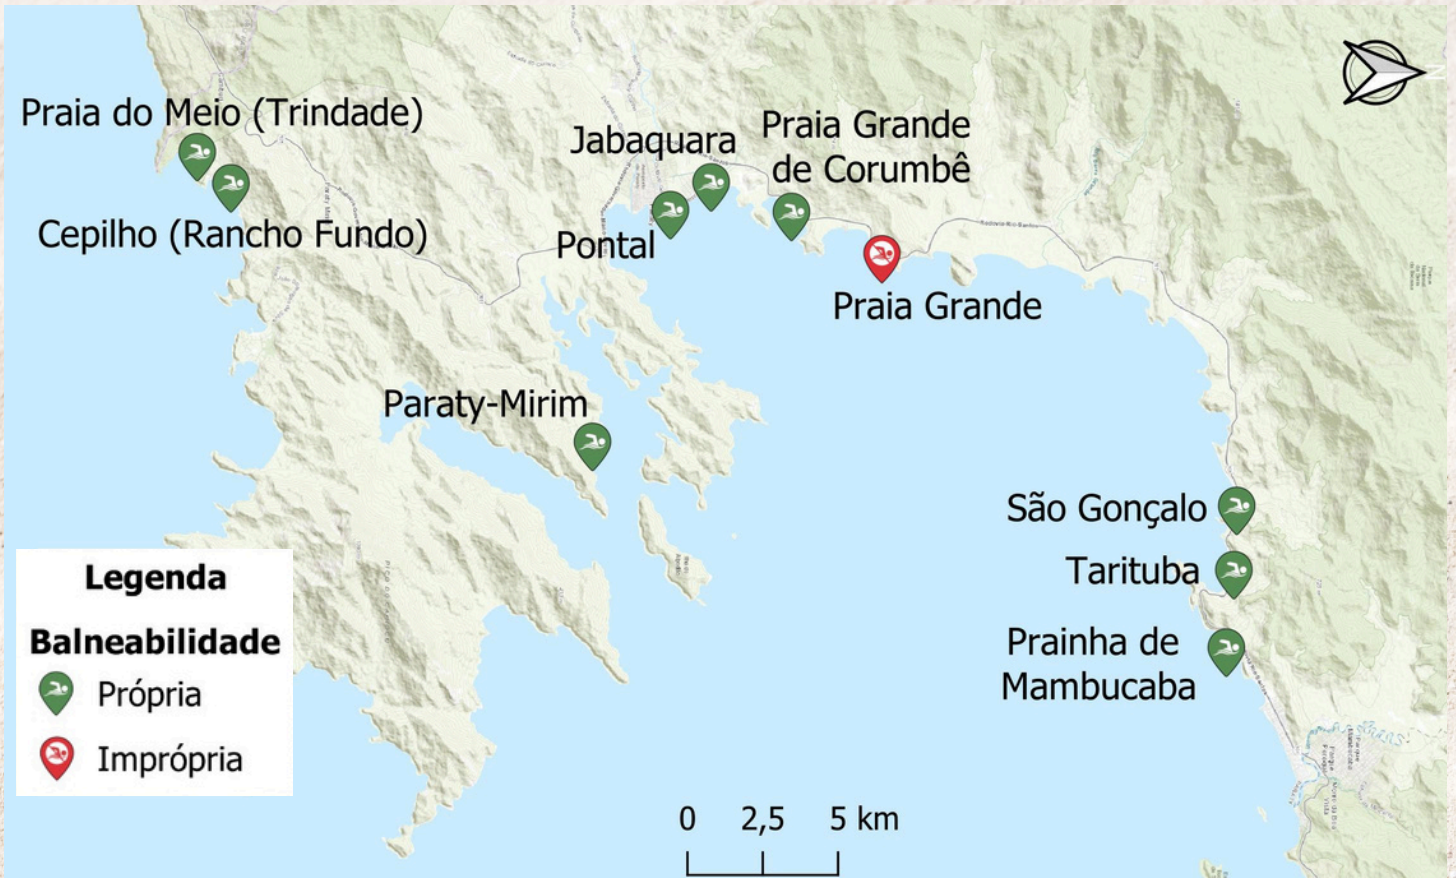 Praia do Meio (Trindade)
Cepilho (Rancho Fundo)
Jabaquara
Pontal
Praia Grande
de Corumbê
Praia Grande
Paraty-Mirim
São Gonçalo
Tarituba
Prainha de
Mambucaba
Legenda
Balneabilidade
Própria
Imprópria
0 2,5 5 km
N